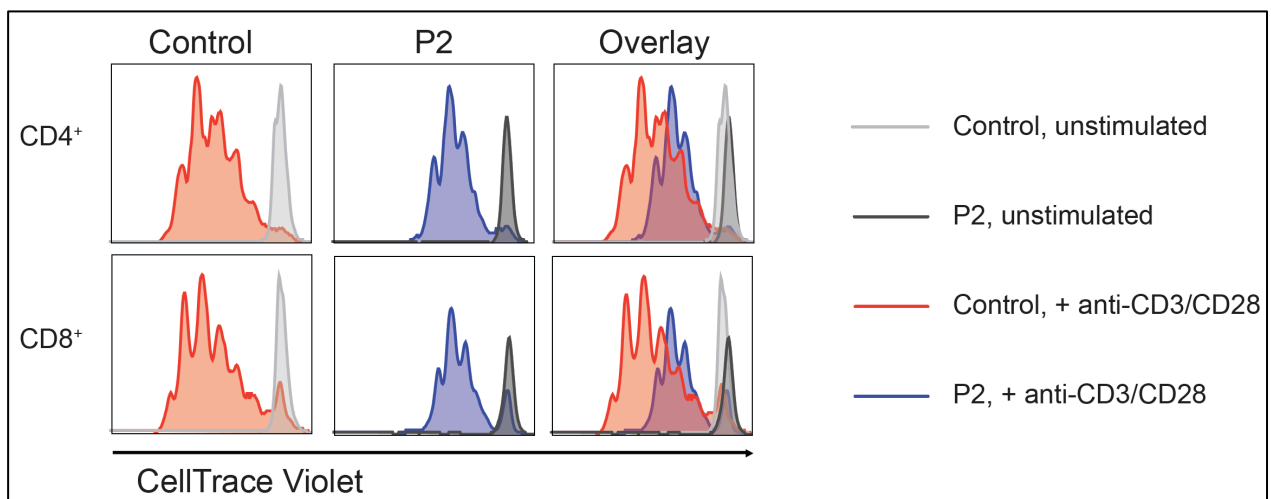 Control P2 Overlay
CD4⁺
CD8⁺
CellTrace Violet
Control, unstimulated
P2, unstimulated
Control, + anti-CD3/CD28
P2, + anti-CD3/CD28